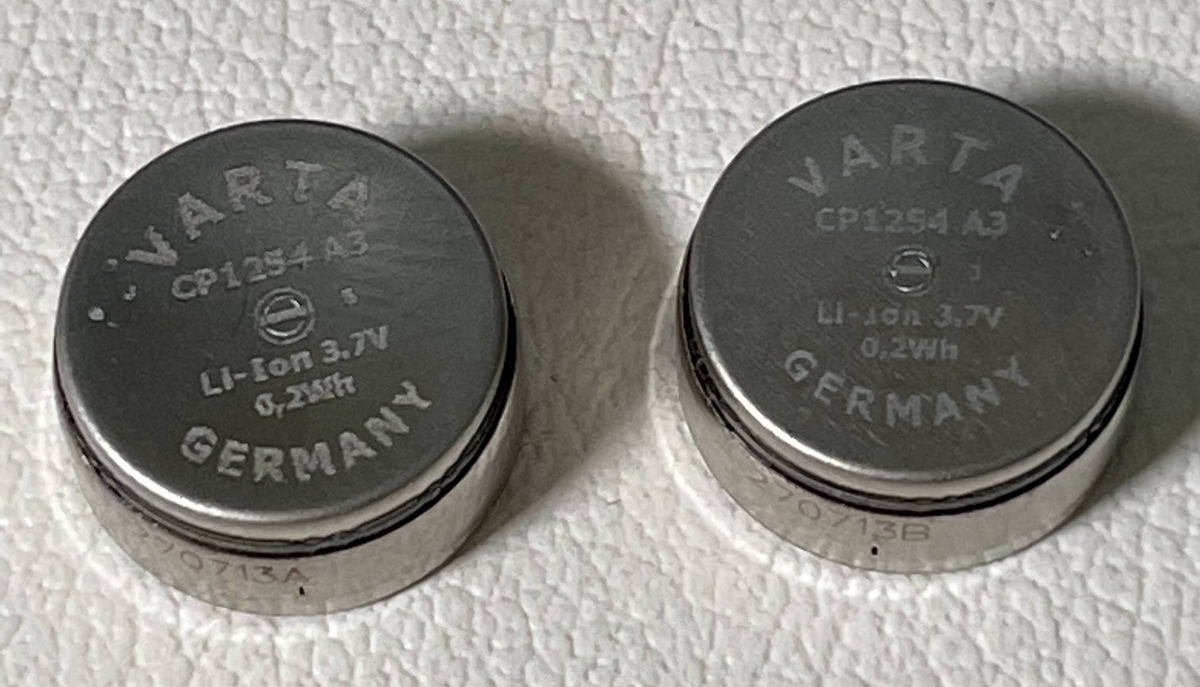 VARTA
CP1254 A3
Li-Ion 3.7V
0,2Wh
GERMANY
270713A
VARTA
CP1254 A3
Li-Ion 3.7V
0,2Wh
GERMANY
270713B